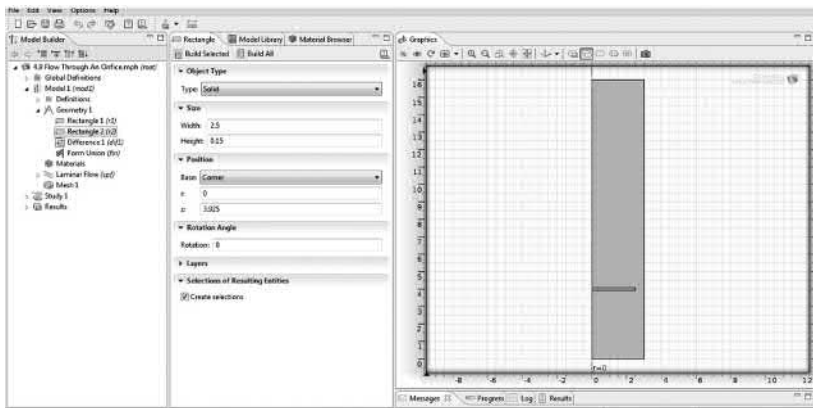 File Edit View Options Help
Model Builder
4.8 Flow Through An Orifice.mph (root)
Global Definitions
Model 1 (mod1)
Definitions
Geometry 1
Rectangle 1 (r1)
Rectangle 2 (r2)
Difference 1 (dif1)
Form Union (fin)
Materials
Laminar Flow (spf)
Mesh 1
Study 1
Results
Rectangle Model Library Material Browser
Build Selected Build All
Object Type
Type: Solid
Size
Width: 2.5
Height: 0.15
Position
Base: Corner
r: 0
z: 3.925
Rotation Angle
Rotation: 0
Layers
Selections of Resulting Entities
Create selections
Graphics
16
15
14
13
12
11
10
9
8
7
6
5
4
3
2
1
0
r=0
-8 -6 -4 -2 0 2 4 6 8 10 12
Messages Progress Log Results